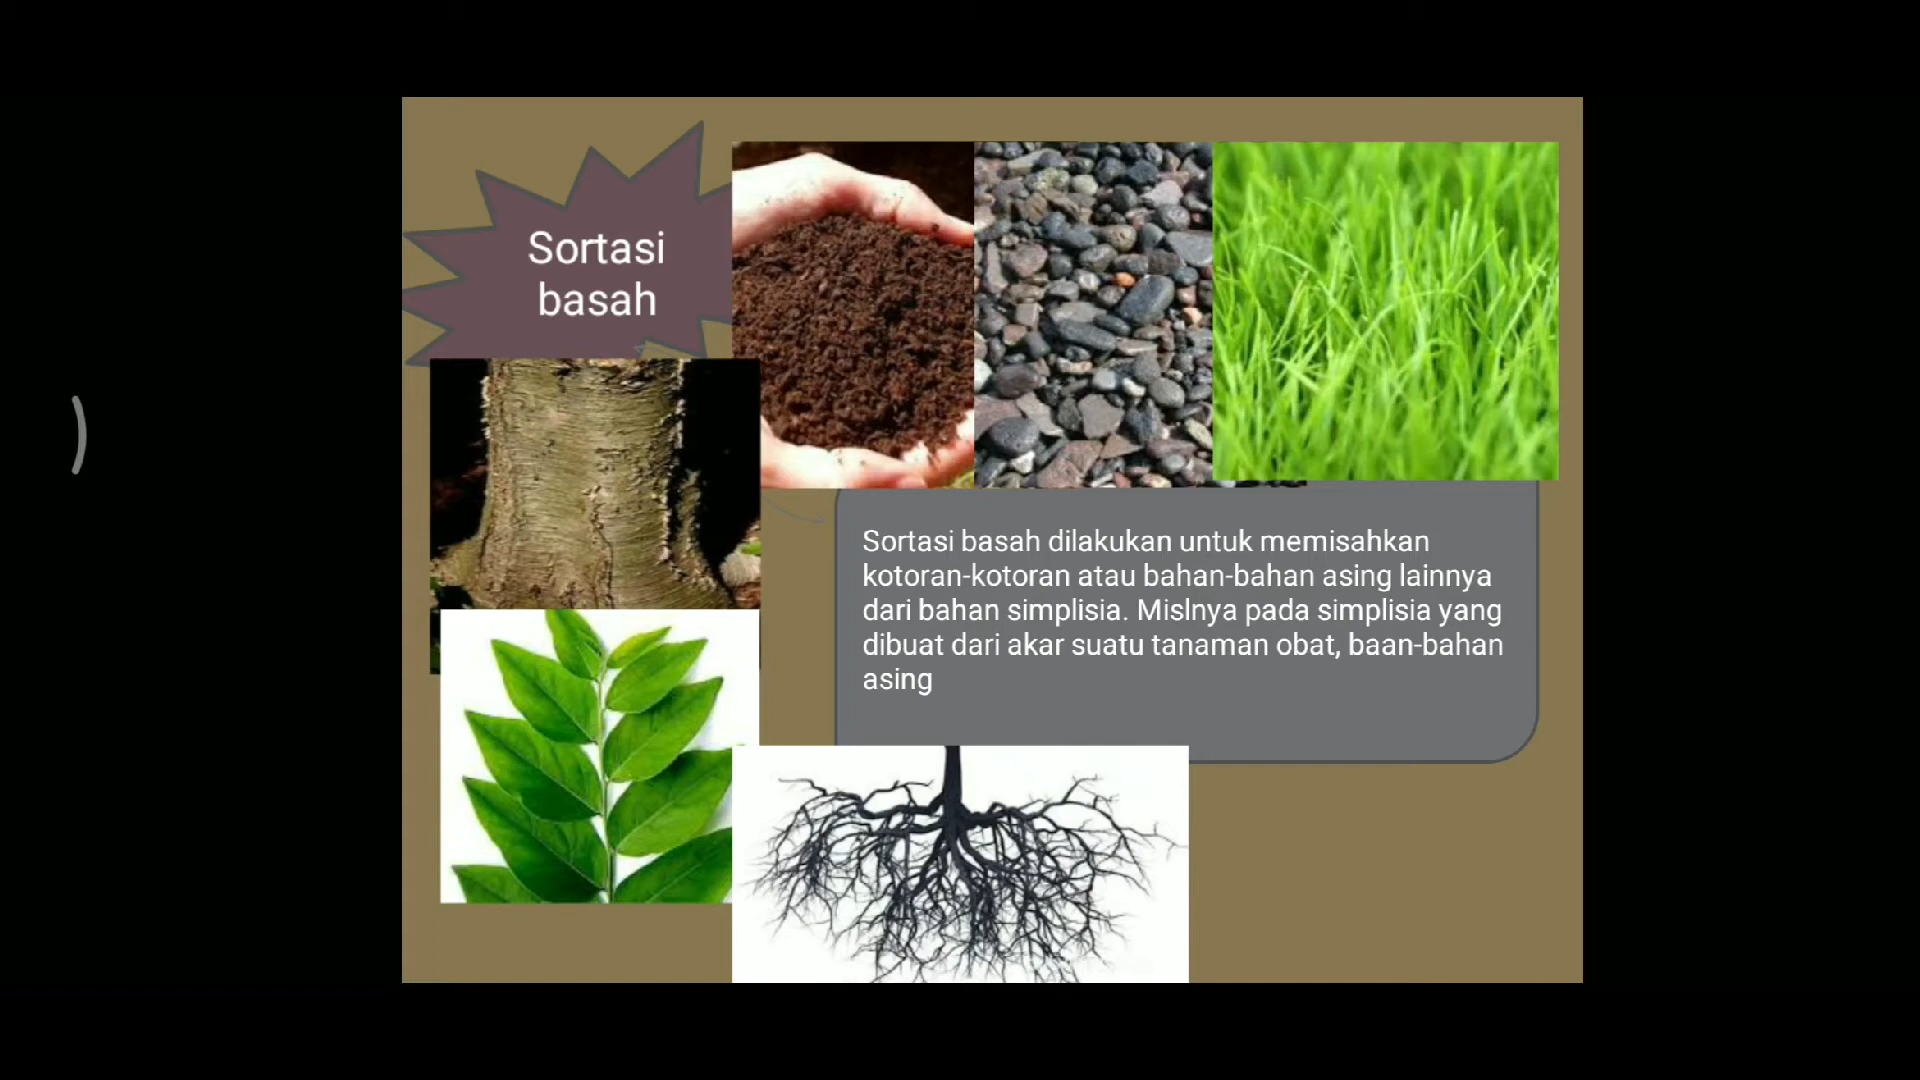 Sortasi
basah
Sortasi basah dilakukan untuk memisahkan
kotoran-kotoran atau bahan-bahan asing lainnya
dari bahan simplisia. Mislnya pada simplisia yang
dibuat dari akar suatu tanaman obat, baan-bahan
asing